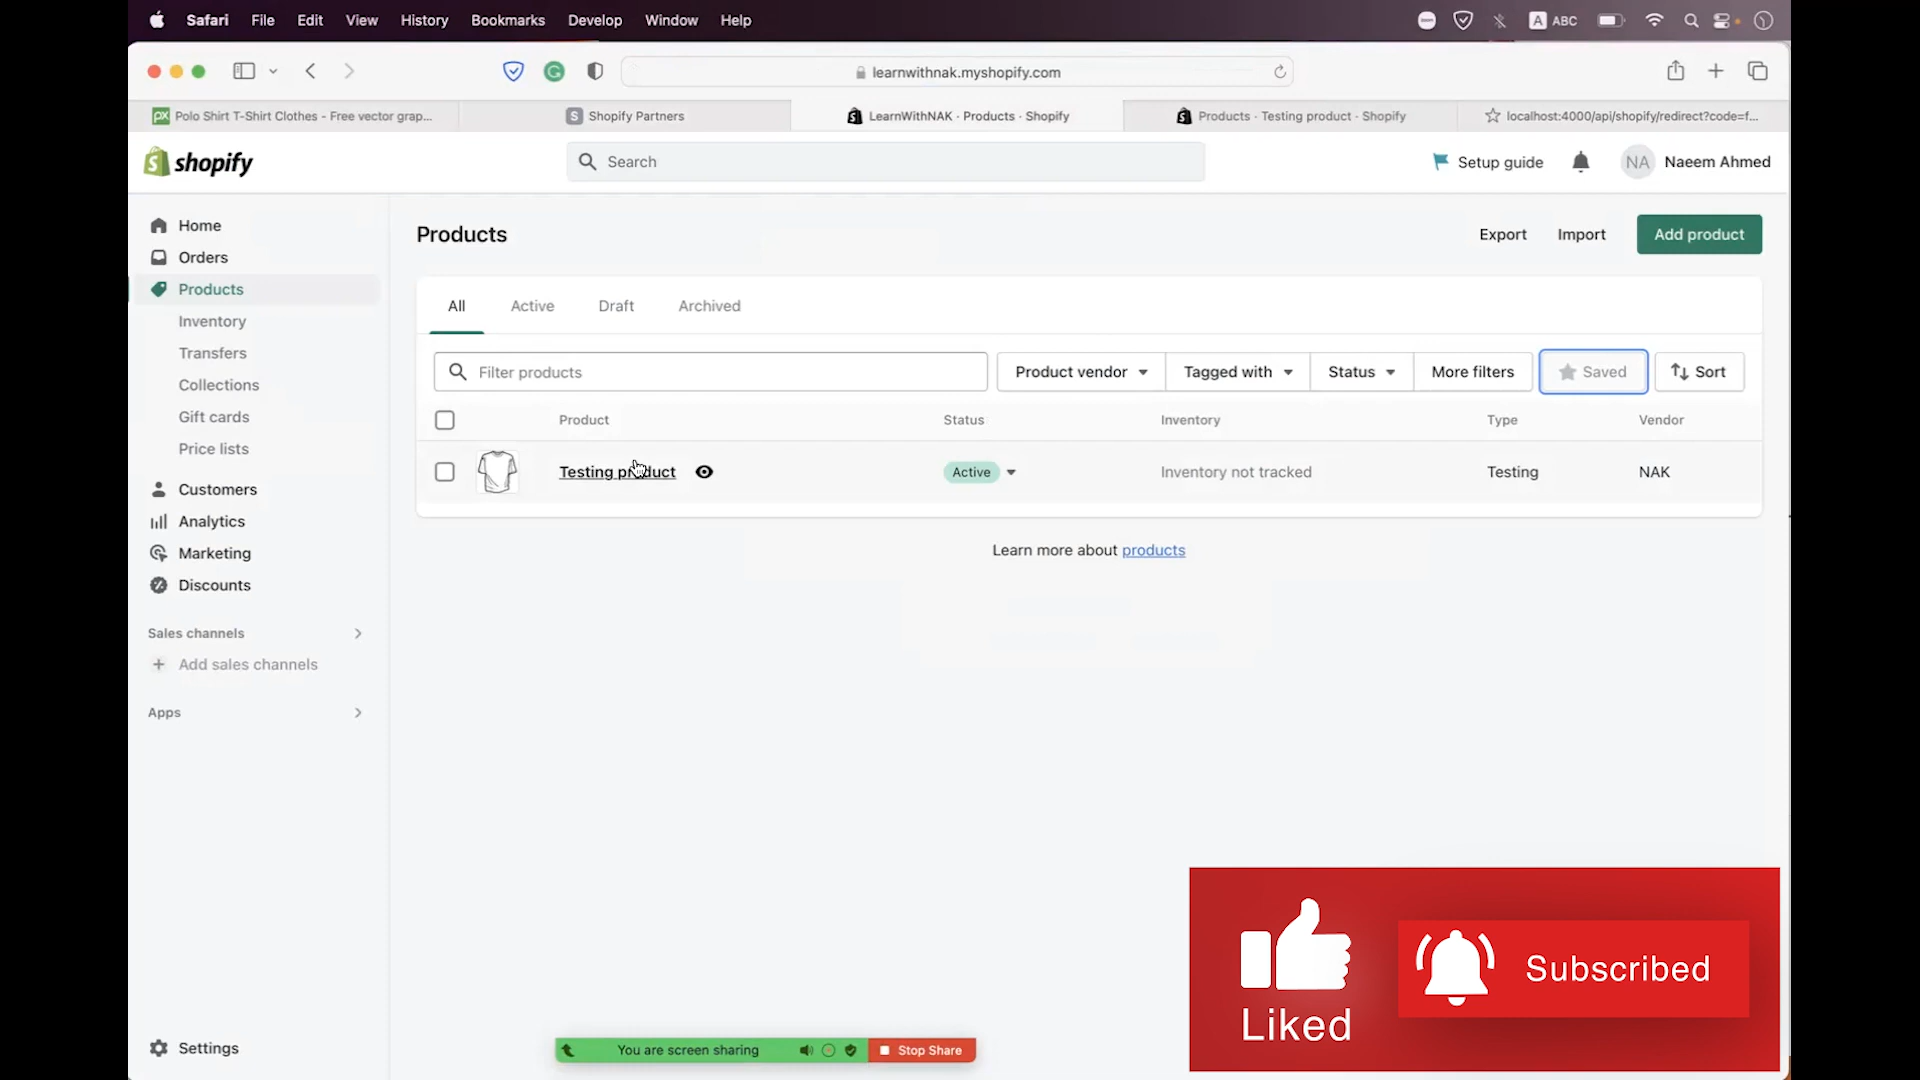 Safari File Edit View History Bookmarks Develop Window Help A ABC
learnwithnak.myshopify.com
px Polo Shirt T-Shirt Clothes - Free vector grap... S Shopify Partners LearnWithNAK · Products · Shopify Products · Testing product · Shopify localhost:4000/api/shopify/redirect?code=f...
shopify Search Setup guide NA Naeem Ahmed
Home
Orders
Products
Inventory
Transfers
Collections
Gift cards
Price lists
Customers
Analytics
Marketing
Discounts
Sales channels
Add sales channels
Apps
Settings
Products Export Import Add product
All Active Draft Archived
Filter products Product vendor Tagged with Status More filters Saved Sort
Product Status Inventory Type Vendor
Testing product Active Inventory not tracked Testing NAK
Learn more about products
Liked Subscribed
You are screen sharing Stop Share